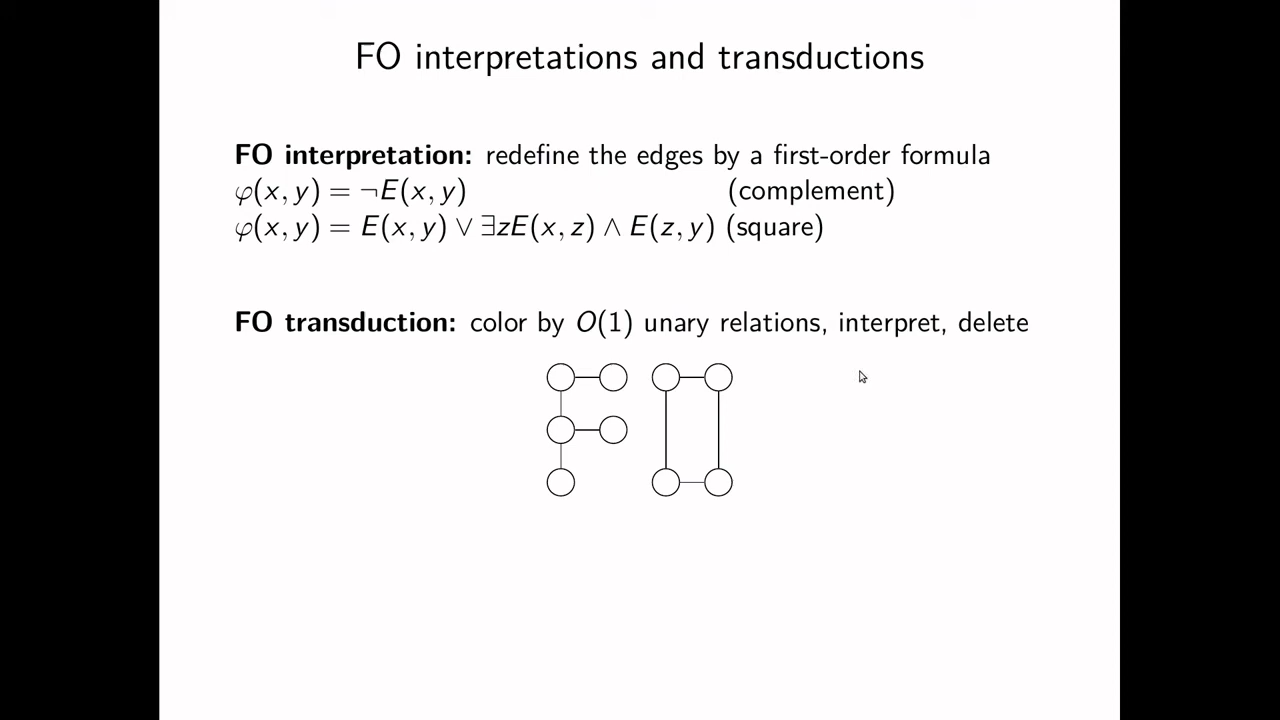 FO interpretations and transductions
FO interpretation: redefine the edges by a first-order formula
φ(x, y) = ¬E(x, y) (complement)
φ(x, y) = E(x, y) ∨ ∃zE(x, z) ∧ E(z, y) (square)
FO transduction: color by O(1) unary relations, interpret, delete